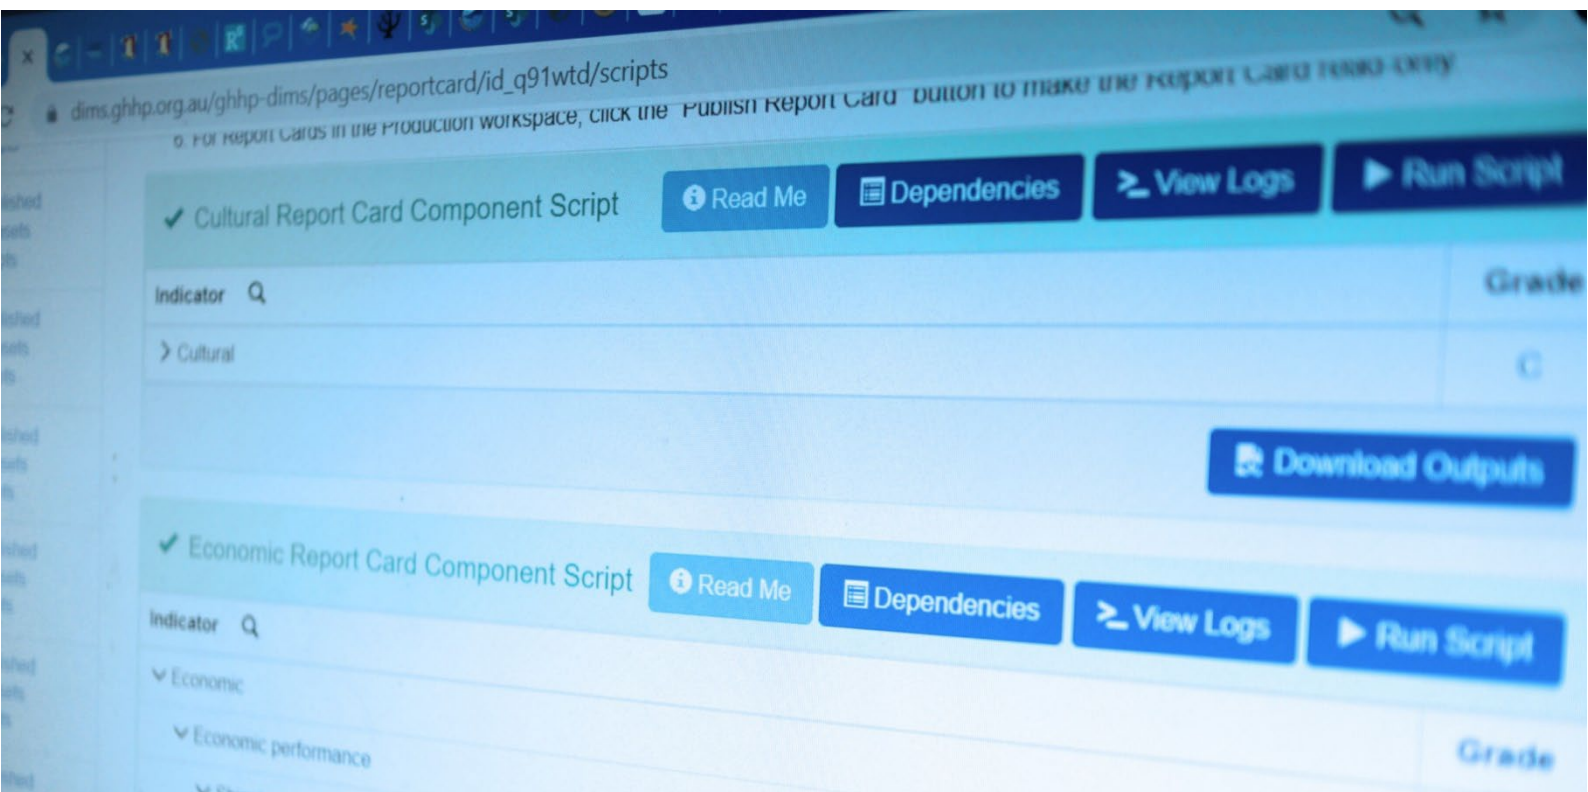 dims.ghhp.org.au/ghhp-dims/pages/reportcard/id_q91wtd/scripts
6. For Report Cards in the Production workspace, click the "Publish Report Card" button to make the Report Card read-only
Cultural Report Card Component Script Read Me Dependencies View Logs Run Script
Indicator Grade
Cultural C
Download Outputs
Economic Report Card Component Script Read Me Dependencies View Logs Run Script
Indicator
Economic
Grade
Economic performance